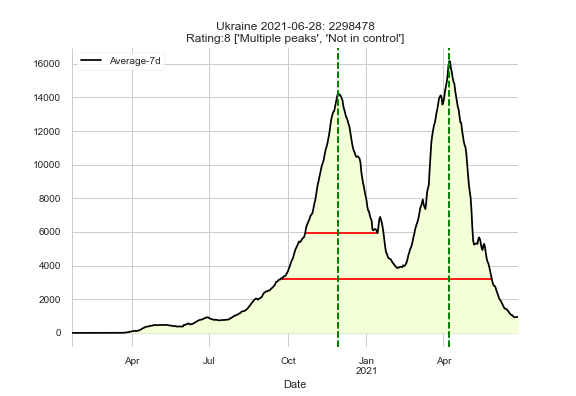 Ukraine 2021-06-28: 2298478
Rating:8 ['Multiple peaks', 'Not in control']
Average-7d
16000
14000
12000
10000
8000
6000
4000
2000
0
Apr
Jul
Oct
Jan
2021
Apr
Date